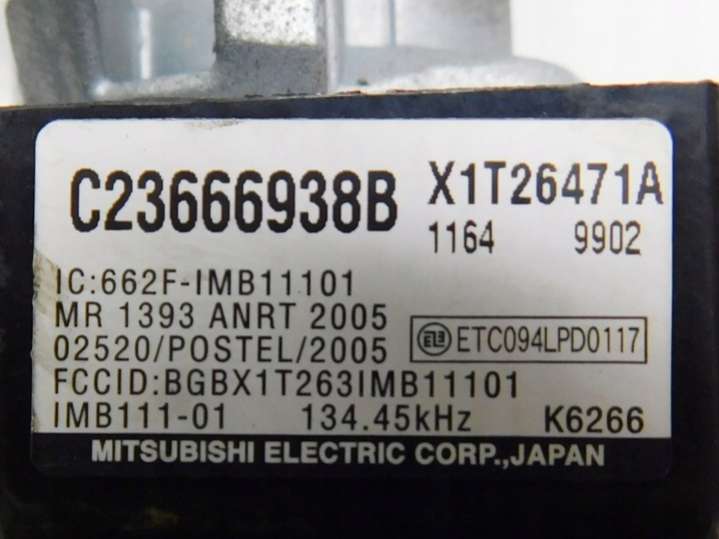 C23666938B X1T26471A
1164 9902
IC:662F-IMB11101
MR 1393 ANRT 2005
02520/POSTEL/2005 ETC094LPD0117
FCCID:BGBX1T263IMB11101
IMB111-01 134.45kHz K6266
MITSUBISHI ELECTRIC CORP.,JAPAN